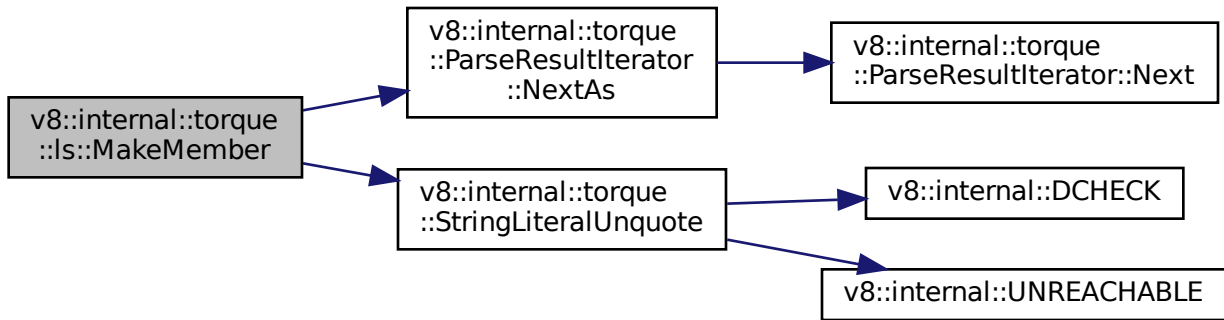 v8::internal::torque
::ls::MakeMember
v8::internal::torque
::ParseResultIterator
::NextAs
v8::internal::torque
::ParseResultIterator::Next
v8::internal::torque
::StringLiteralUnquote
v8::internal::DCHECK
v8::internal::UNREACHABLE